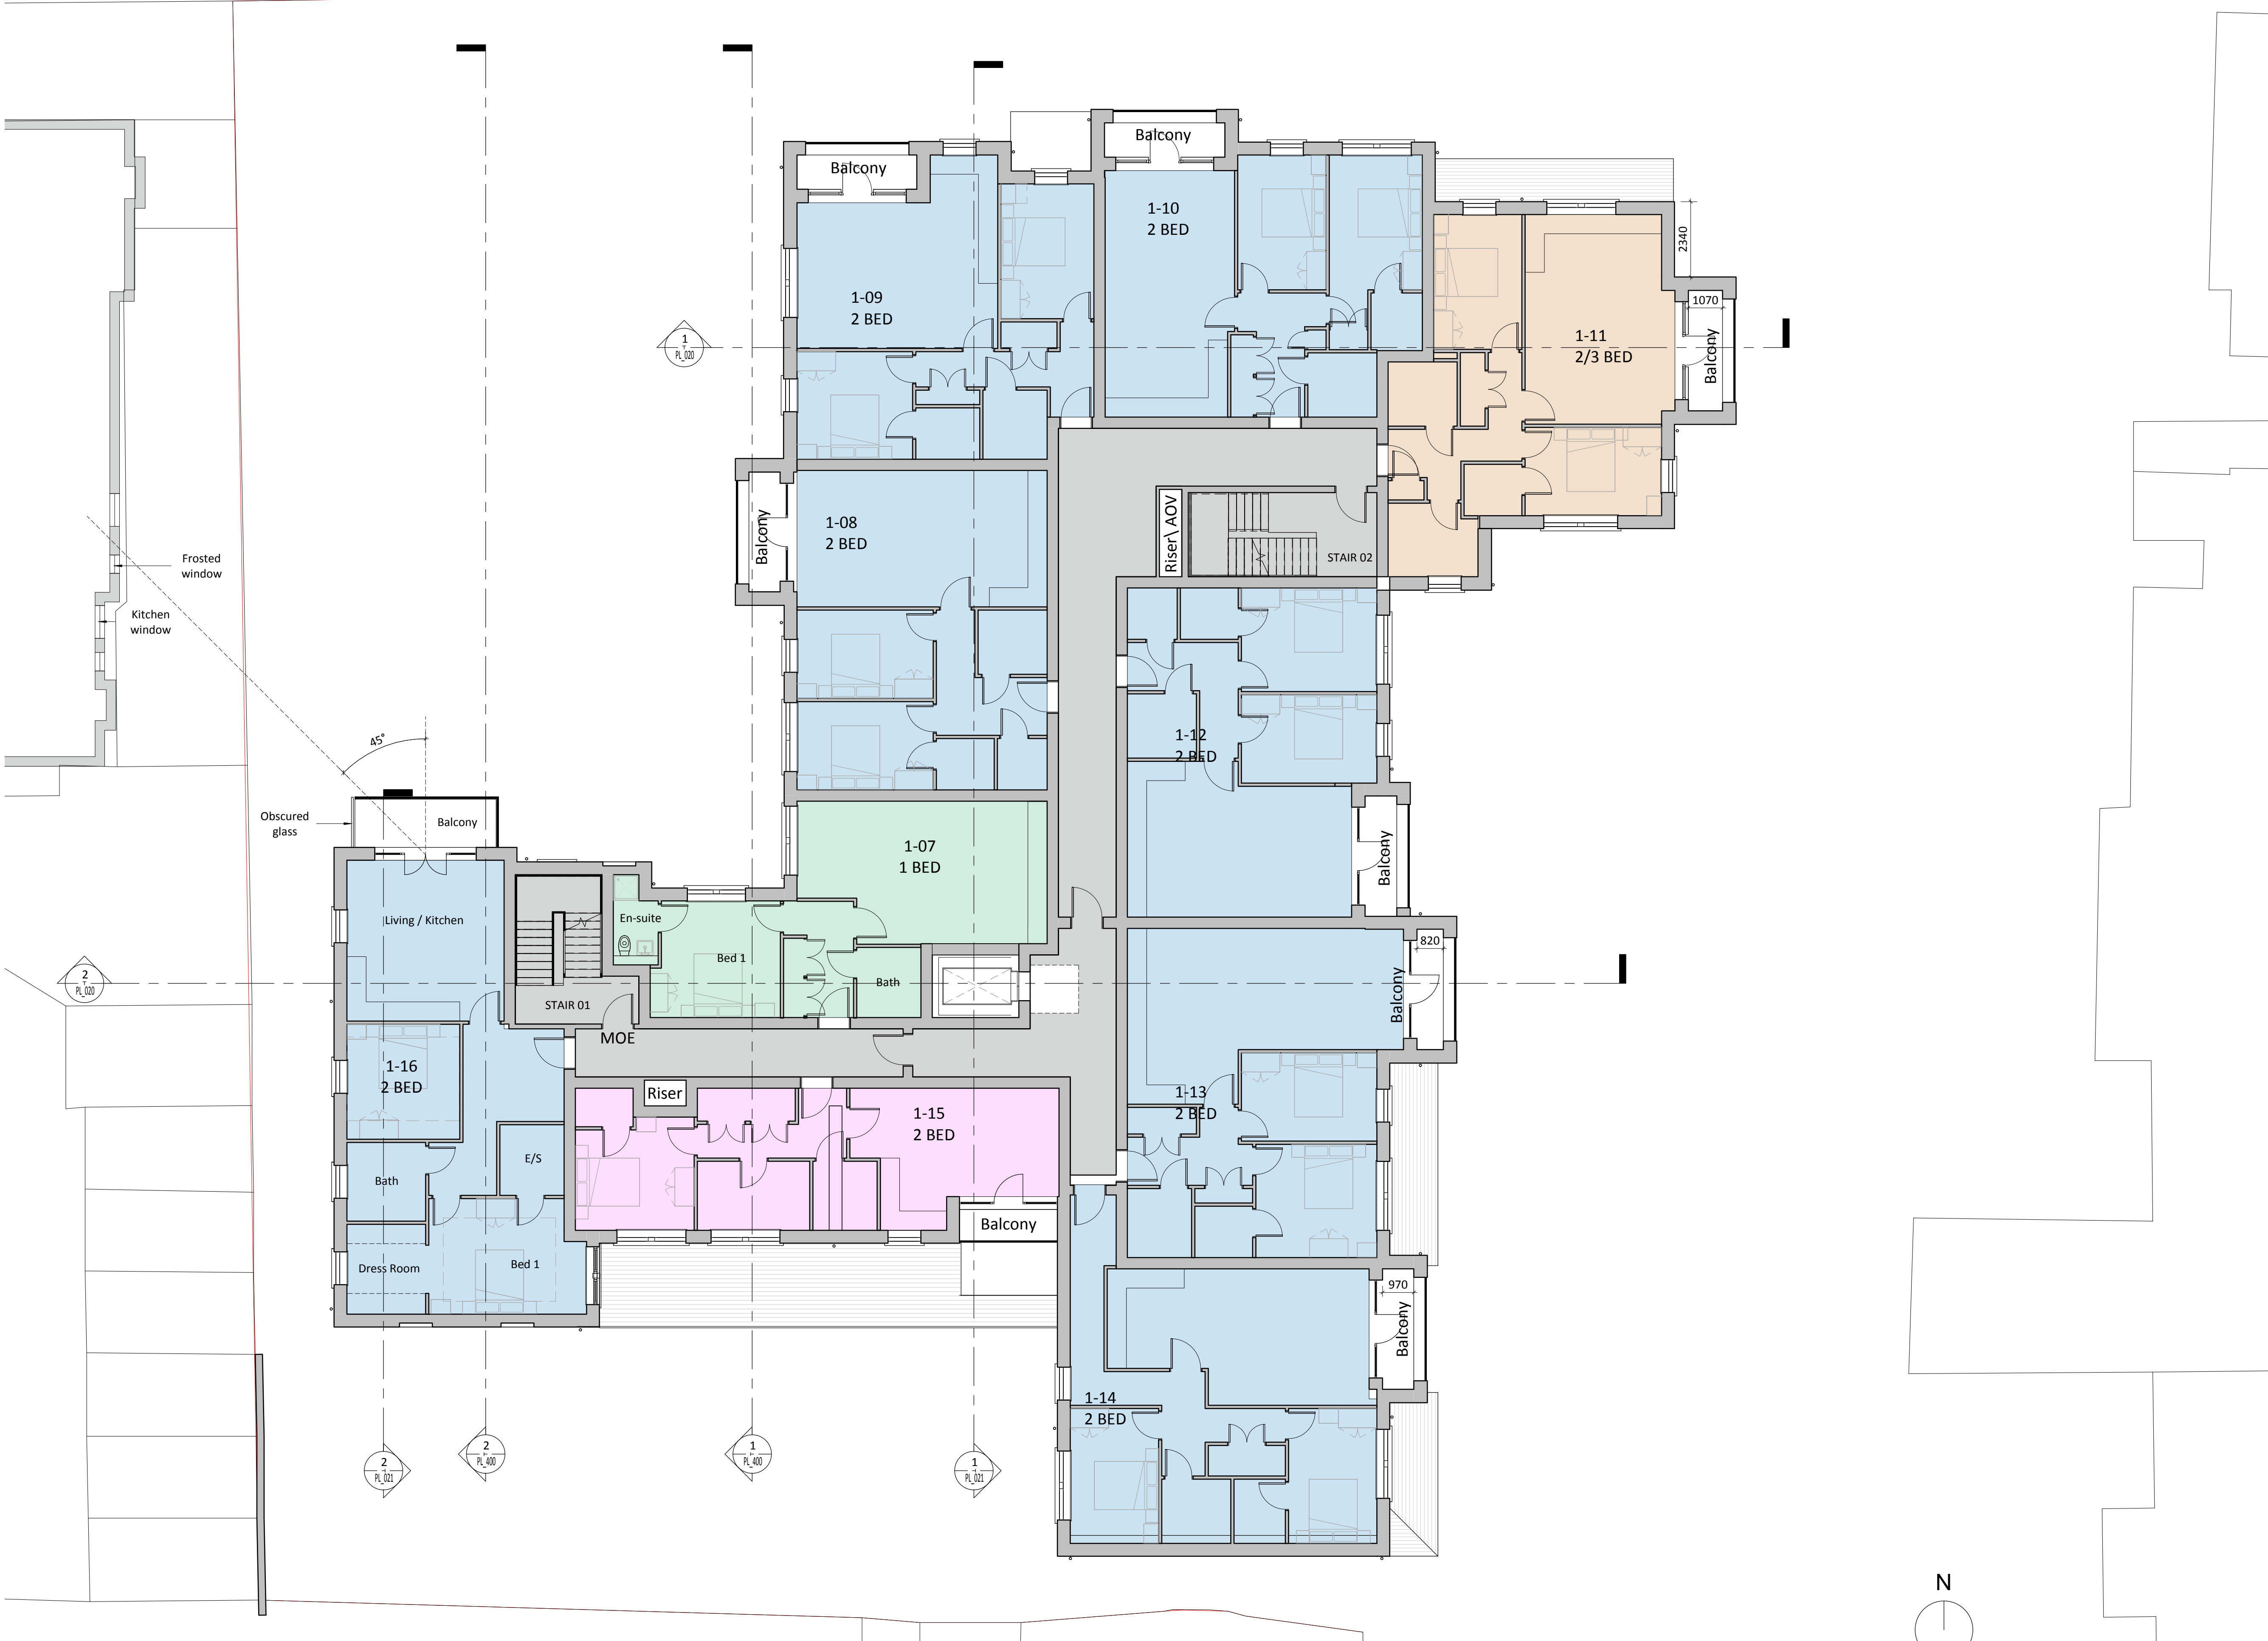 Balcony
Balcony
1-10
2 BED
2340
1-09
2 BED
1070
1-11
2/3 BED
Balcony
1
PL_020
1-08
2 BED
Balcony
Riser\ AOV
STAIR 02
Frosted
window
Kitchen
window
45°
1-12
2 BED
Obscured
glass
Balcony
1-07
1 BED
Balcony
Living / Kitchen
En-suite
Bed 1
Bath
820
Balcony
2
PL_020
STAIR 01
MOE
1-16
2 BED
Riser
1-15
2 BED
1-13
2 BED
E/S
Bath
Balcony
Dress Room
Bed 1
970
Balcony
1-14
2 BED
2
PL_021
2
PL_400
1
PL_400
1
PL_021
N